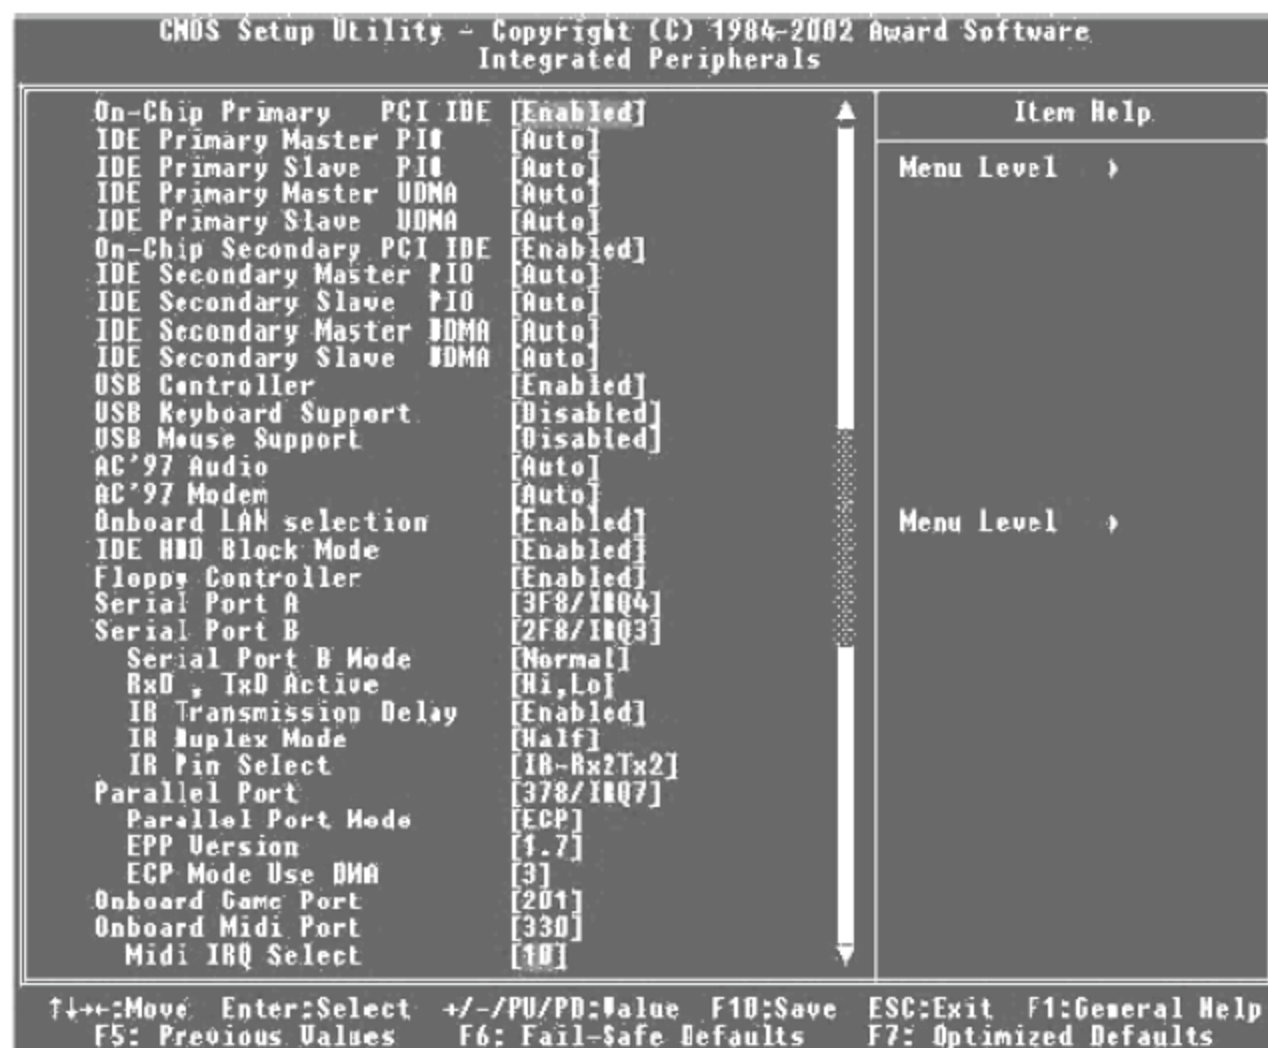 CMOS Setup Utility - Copyright (C) 1984-2002 Award Software
Integrated Peripherals
On-Chip Primary PCI IDE [Enabled]
IDE Primary Master PIO [Auto]
IDE Primary Slave PIO [Auto]
IDE Primary Master UDMA [Auto]
IDE Primary Slave UDMA [Auto]
On-Chip Secondary PCI IDE [Enabled]
IDE Secondary Master PIO [Auto]
IDE Secondary Slave PIO [Auto]
IDE Secondary Master UDMA [Auto]
IDE Secondary Slave UDMA [Auto]
USB Controller [Enabled]
USB Keyboard Support [Disabled]
USB Mouse Support [Disabled]
AC'97 Audio [Auto]
AC'97 Modem [Auto]
Onboard LAN selection [Enabled]
IDE HDD Block Mode [Enabled]
Floppy Controller [Enabled]
Serial Port A [3F8/IRQ4]
Serial Port B [2F8/IRQ3]
Serial Port B Mode [Normal]
RxD , TxD Active [Hi,Lo]
IR Transmission Delay [Enabled]
IR Duplex Mode [Half]
IR Pin Select [IR-Rx2Tx2]
Parallel Port [378/IRQ7]
Parallel Port Mode [ECP]
EPP Version [1.7]
ECP Mode Use DMA [3]
Onboard Game Port [201]
Onboard Midi Port [330]
Midi IRQ Select [10]
Item Help
Menu Level ›
Menu Level ›
↑↓→←:Move Enter:Select +/-/PU/PD:Value F10:Save ESC:Exit F1:General Help
F5: Previous Values F6: Fail-Safe Defaults F7: Optimized Defaults